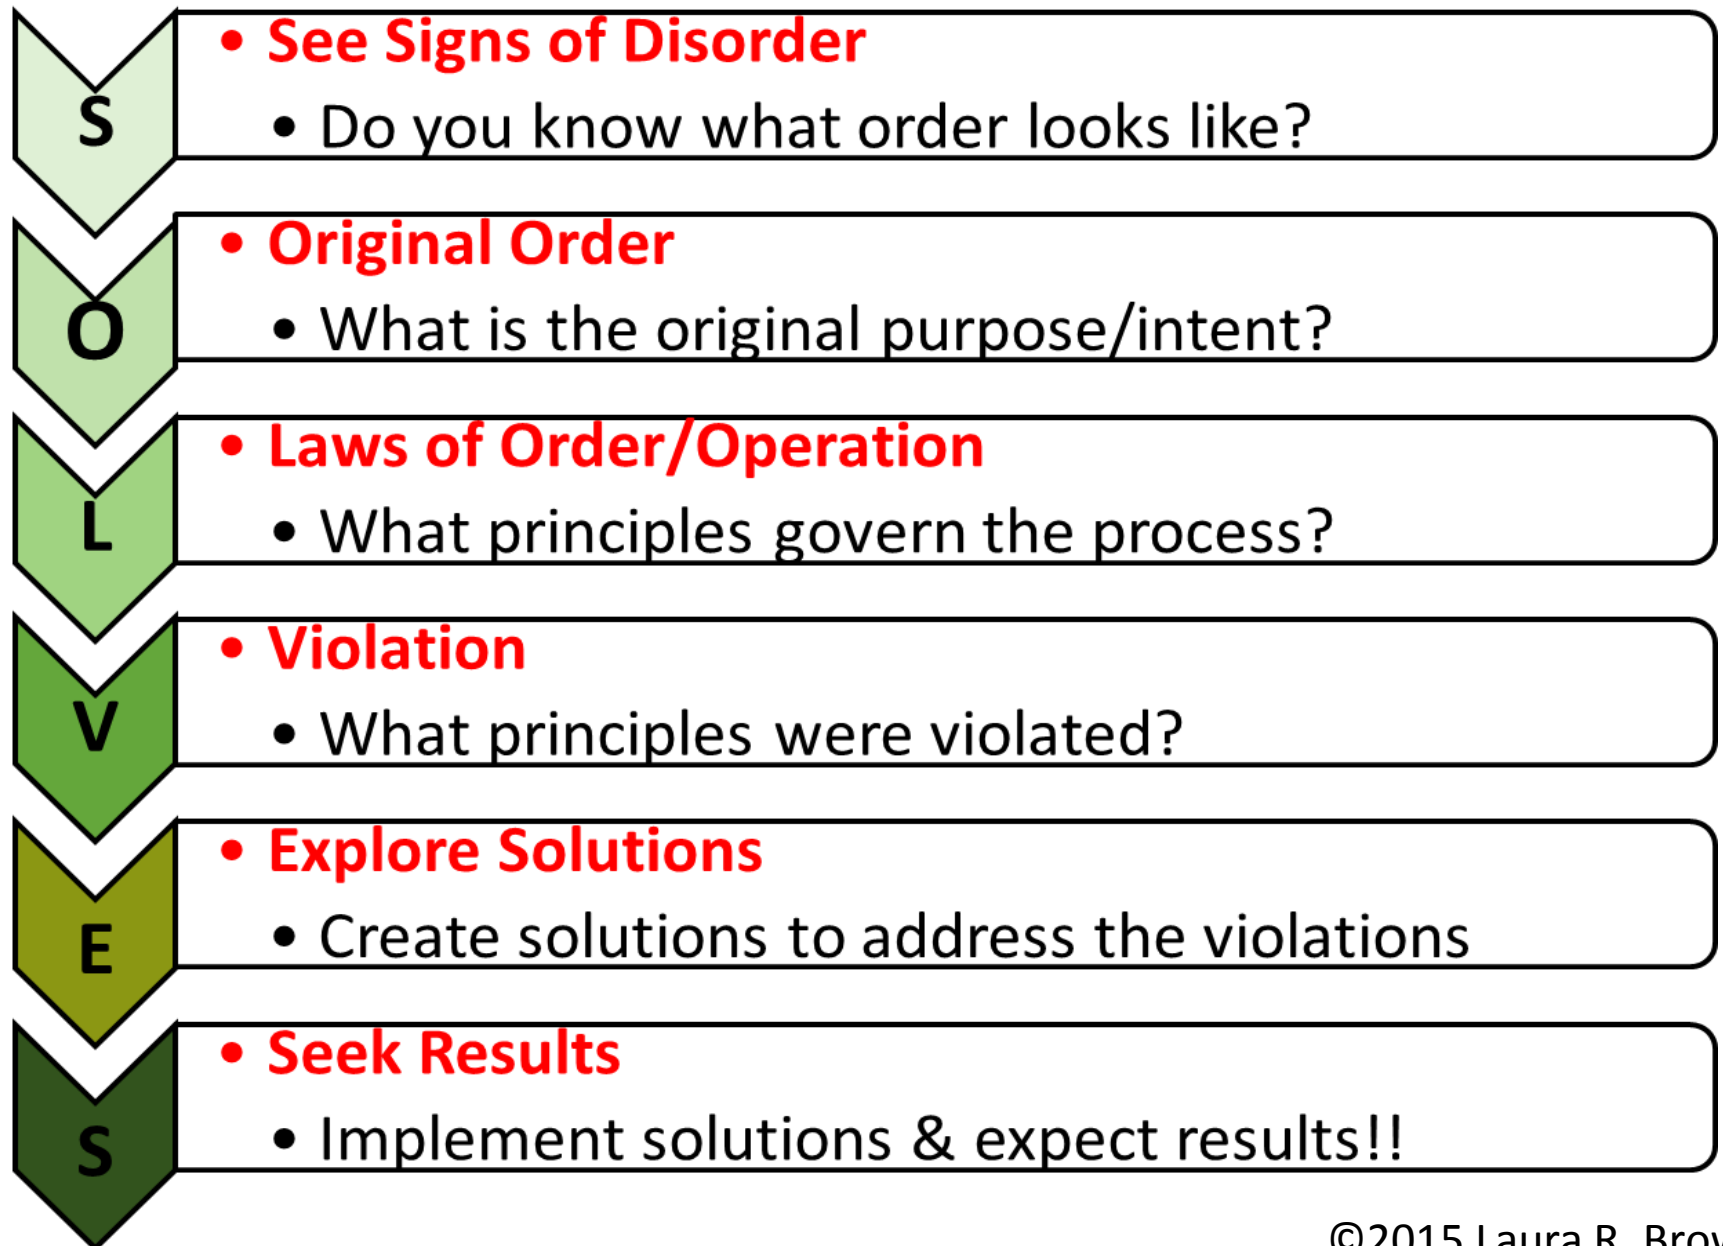 S
• See Signs of Disorder
• Do you know what order looks like?
O
• Original Order
• What is the original purpose/intent?
L
• Laws of Order/Operation
• What principles govern the process?
V
• Violation
• What principles were violated?
E
• Explore Solutions
• Create solutions to address the violations
S
• Seek Results
• Implement solutions & expect results!!
©2015 Laura R.